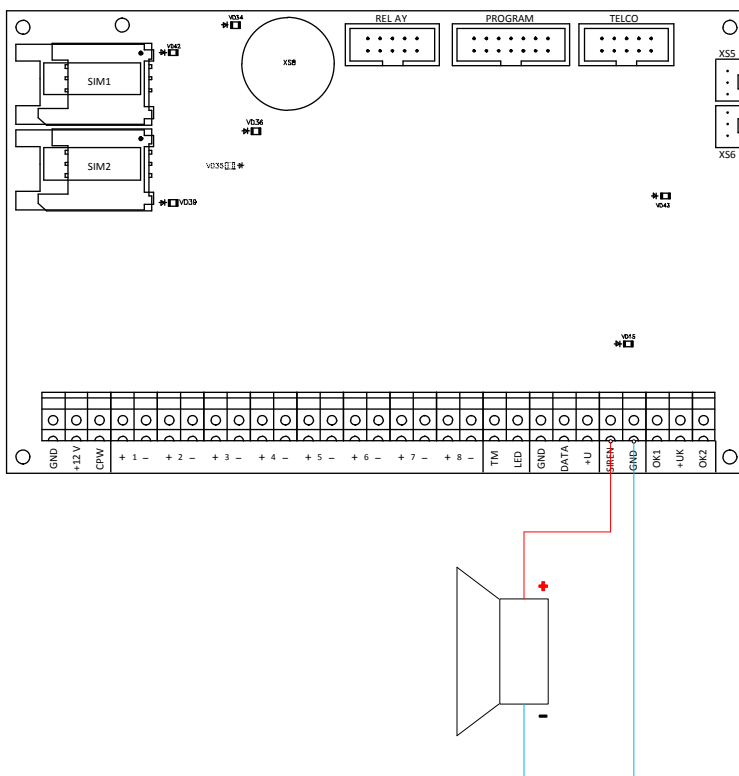 VD34
REL AY
PROGRAM
TELCO
VD42
XS5
XS8
SIM1
VD36
XS6
SIM2
VD35
VD39
VD43
VD15
GND
+12 V
CPW
+ 1 –
+ 2 –
+ 3 –
+ 4 –
+ 5 –
+ 6 –
+ 7 –
+ 8 –
TM
LED
GND
DATA
+U
SIREN
GND
OK1
+UK
OK2
+
–